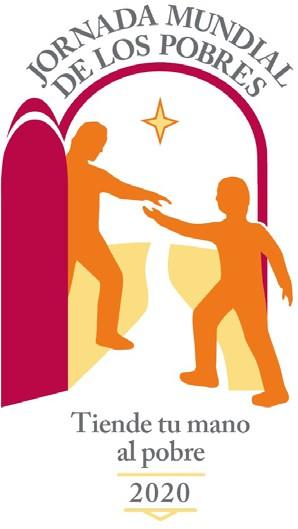 JORNADA MUNDIAL
DE LOS POBRES
Tiende tu mano
al pobre
2020